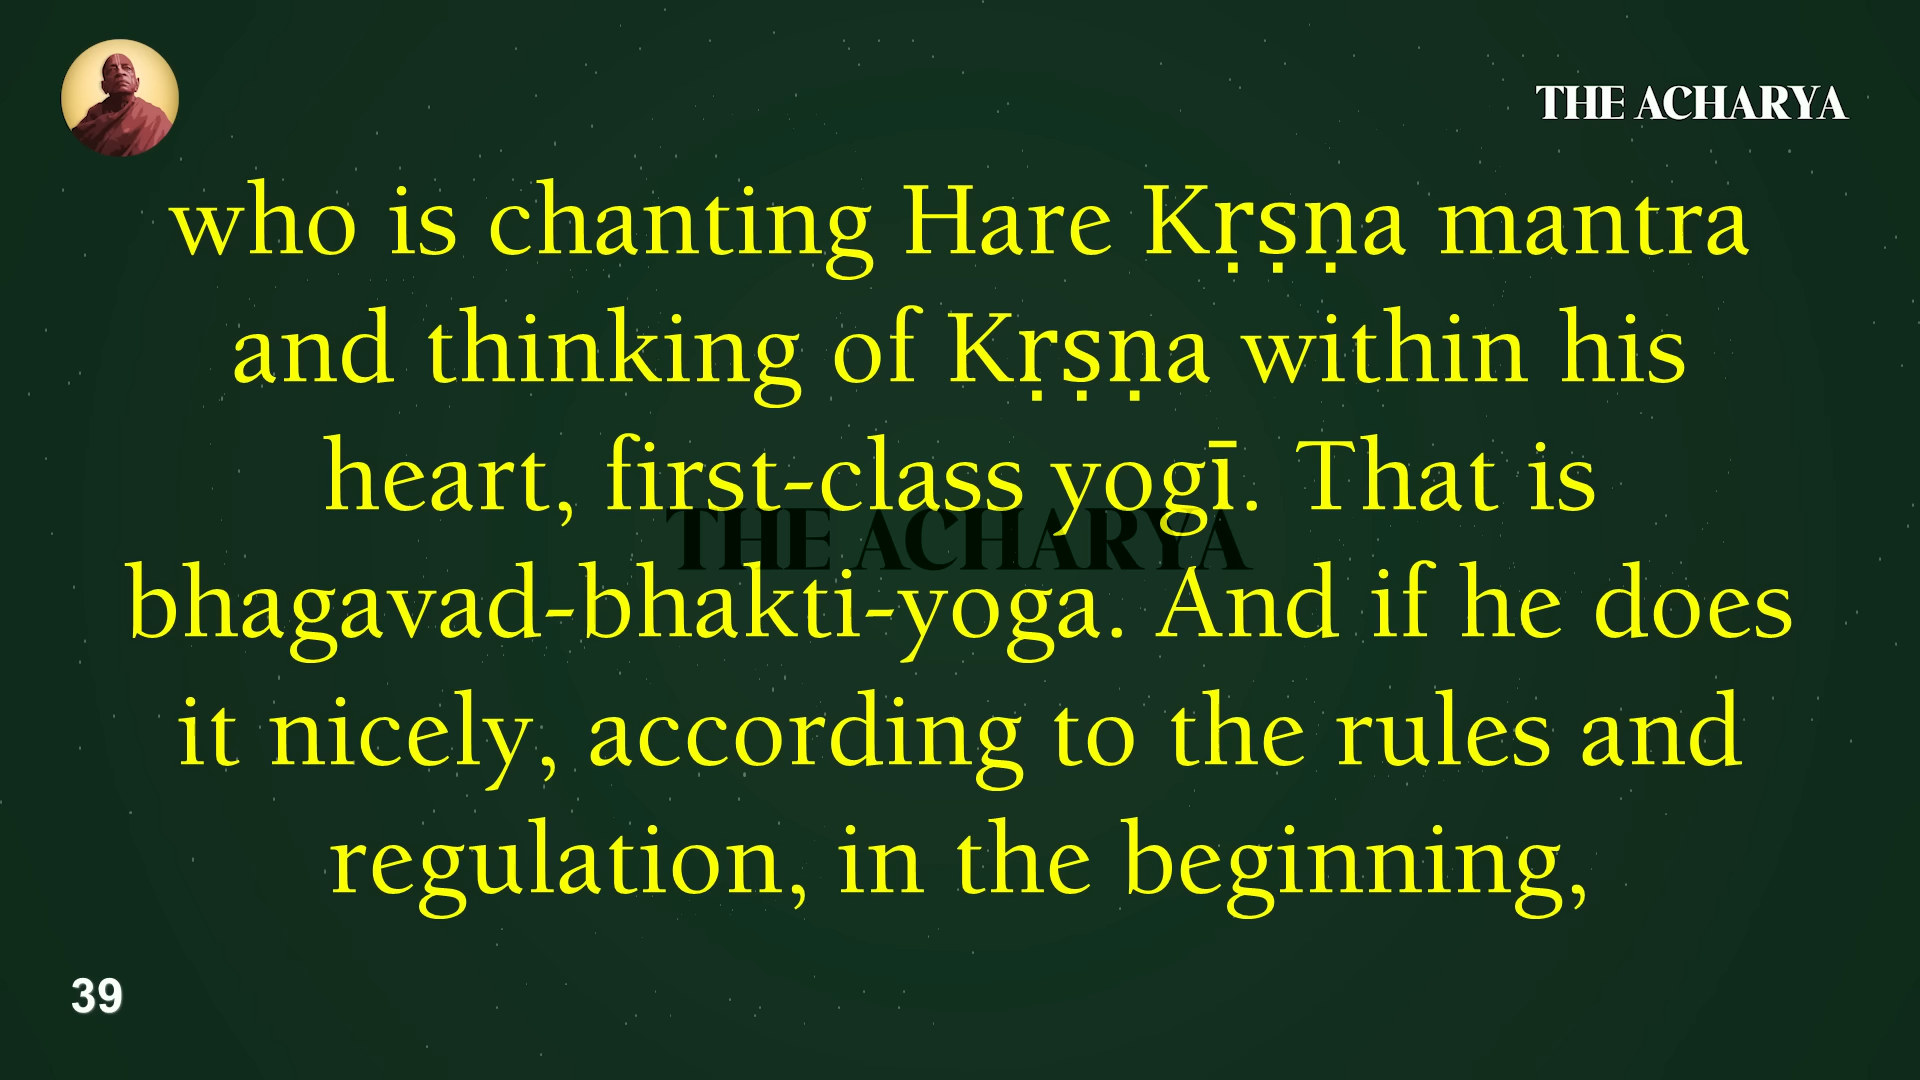 THE ACHARYA
who is chanting Hare Kṛṣṇa mantra
and thinking of Kṛṣṇa within his
heart, first-class yogī. That is
THE ACHARYA
bhagavad-bhakti-yoga. And if he does
it nicely, according to the rules and
regulation, in the beginning,
39